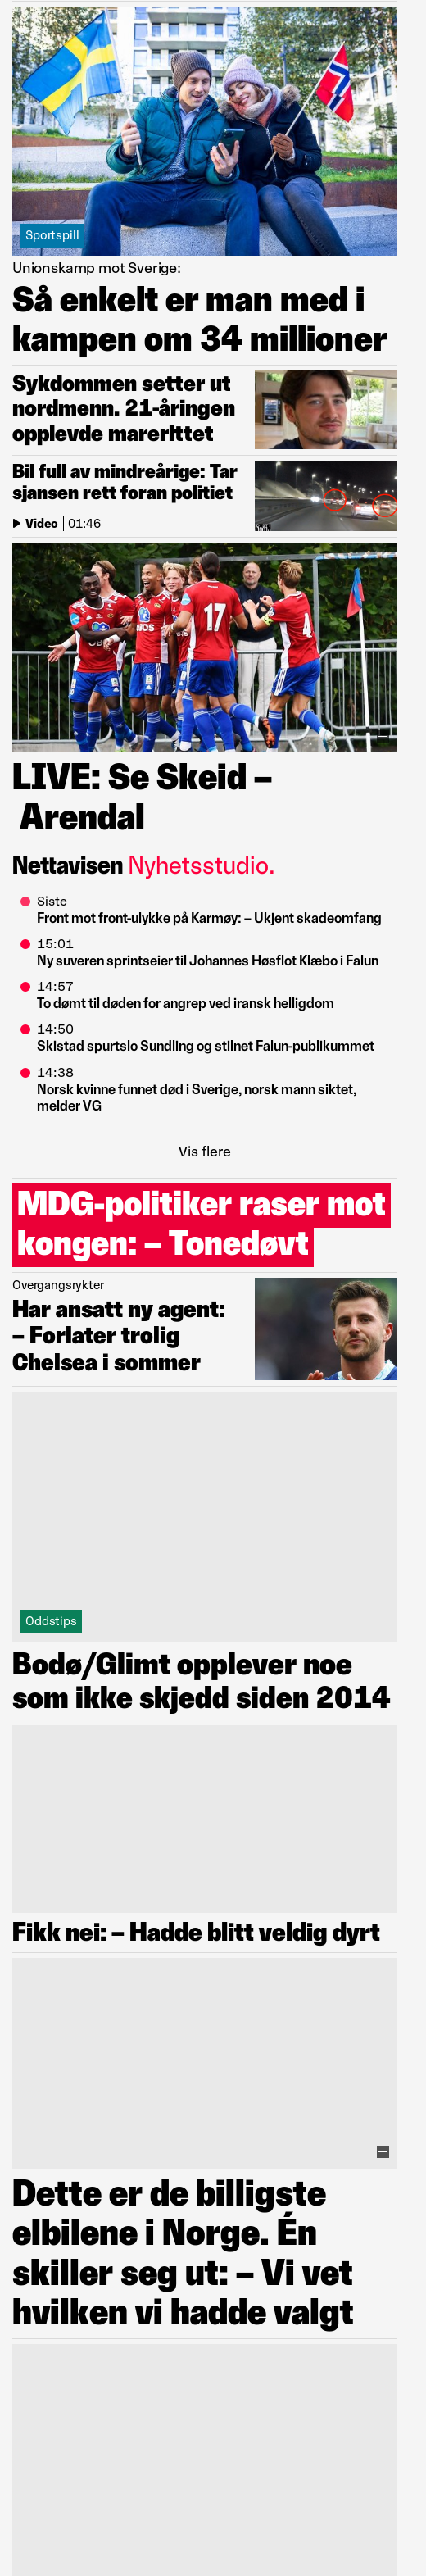 Sportspill
Unionskamp mot Sverige:
Så enkelt er man med i
kampen om 34 millioner
Sykdommen setter ut
nordmenn. 21-åringen
opplevde marerittet
Bil full av mindreårige: Tar
sjansen rett foran politiet
Video 01:46
17
4
LIVE: Se Skeid –
Arendal
Nettavisen Nyhetsstudio.
Siste
Front mot front-ulykke på Karmøy: – Ukjent skadeomfang
15:01
Ny suveren sprintseier til Johannes Høsflot Klæbo i Falun
14:57
To dømt til døden for angrep ved iransk helligdom
14:50
Skistad spurtslo Sundling og stilnet Falun-publikummet
14:38
Norsk kvinne funnet død i Sverige, norsk mann siktet,
melder VG
Vis flere
MDG-politiker raser mot
kongen: – Tonedøvt
Overgangsrykter
Har ansatt ny agent:
– Forlater trolig
Chelsea i sommer
Oddstips
Bodø/Glimt opplever noe
som ikke skjedd siden 2014
Fikk nei: – Hadde blitt veldig dyrt
Dette er de billigste
elbilene i Norge. Én
skiller seg ut: – Vi vet
hvilken vi hadde valgt